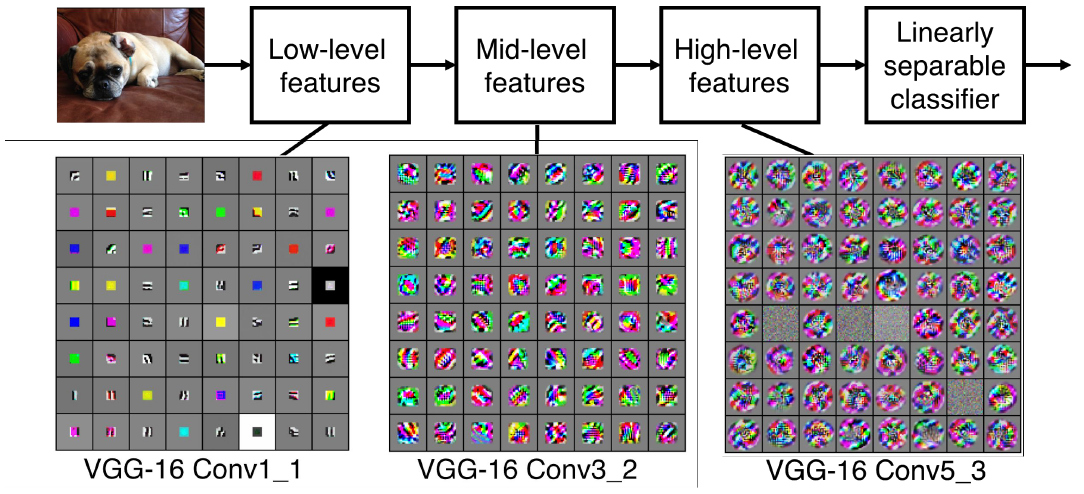 Low-level
features
Mid-level
features
High-level
features
Linearly
separable
classifier
VGG-16 Conv1_1
VGG-16 Conv3_2
VGG-16 Conv5_3